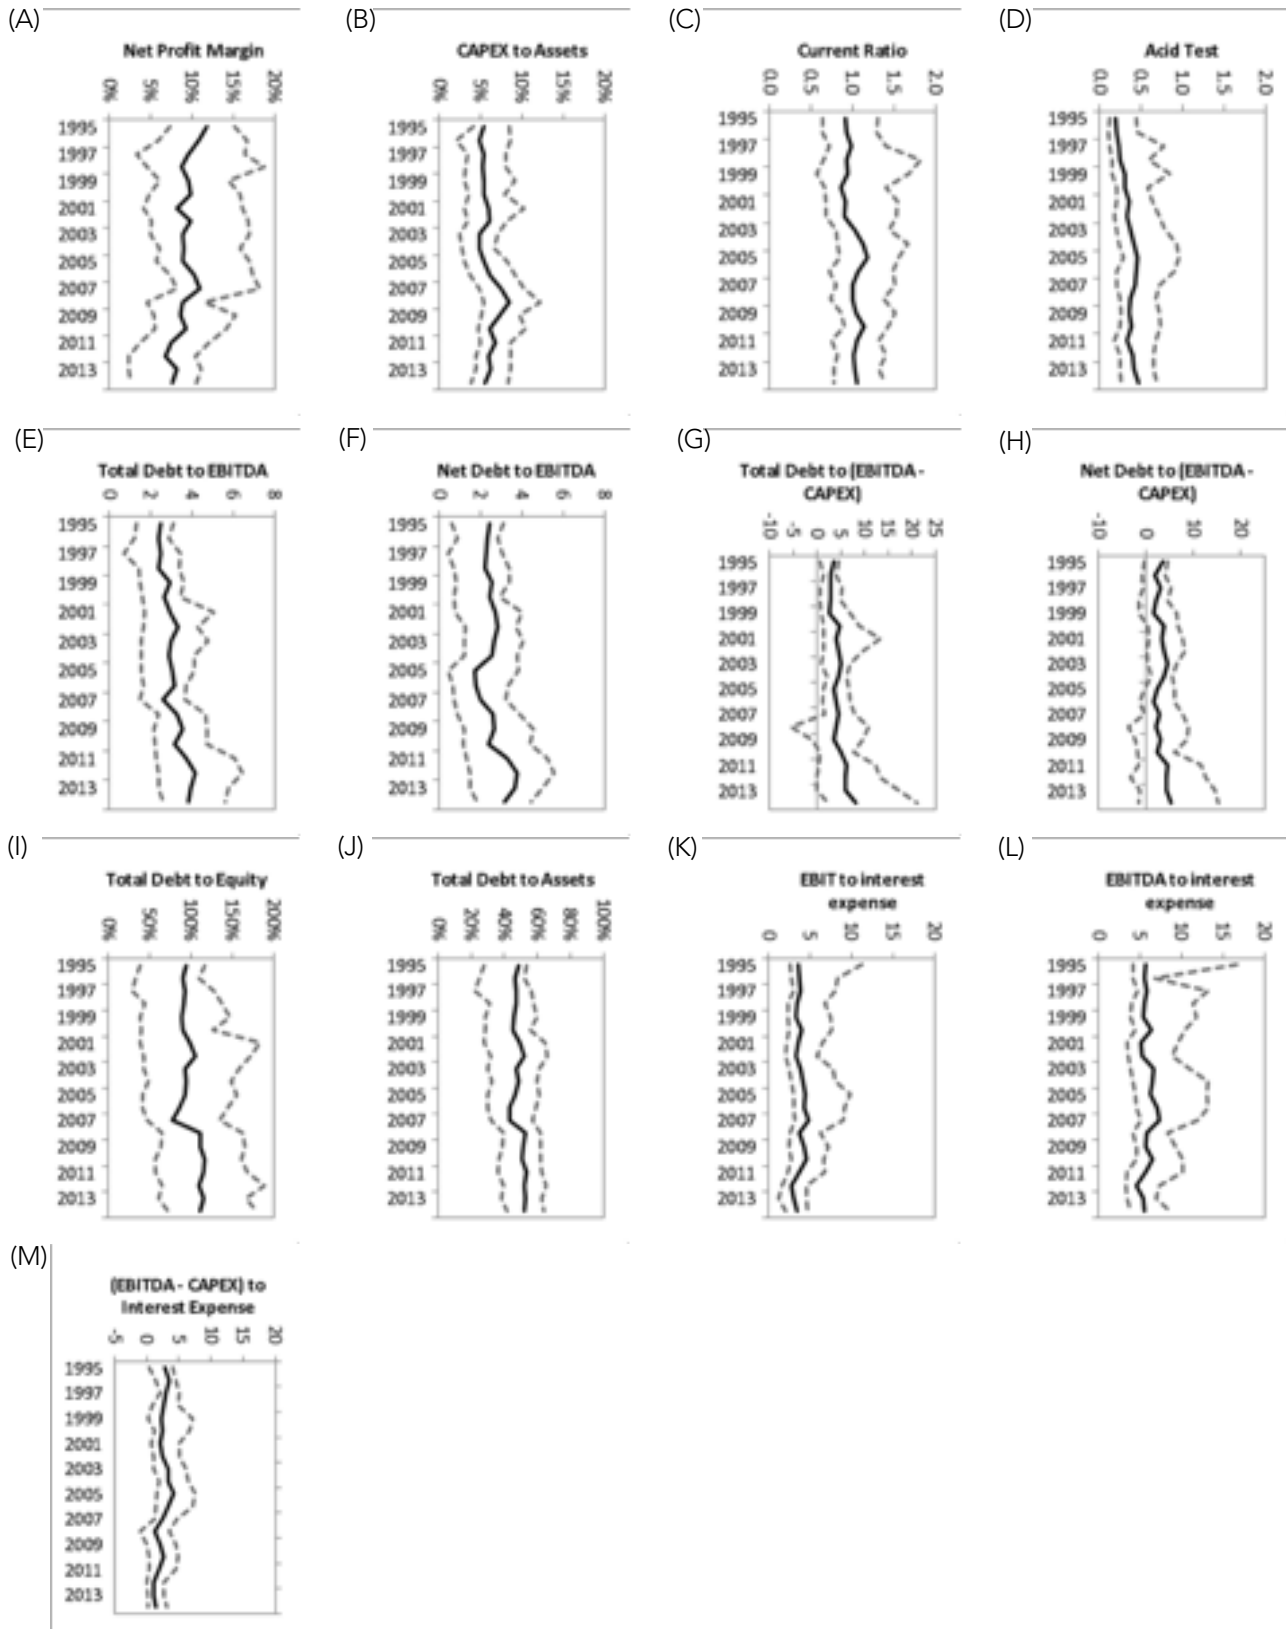 (A)
Net Profit Margin
0% 5% 10% 15% 20%
1995
1997
1999
2001
2003
2005
2007
2009
2011
2013
(B)
CAPEX to Assets
0% 5% 10% 15% 20%
1995
1997
1999
2001
2003
2005
2007
2009
2011
2013
(C)
Current Ratio
0.0 0.5 1.0 1.5 2.0
1995
1997
1999
2001
2003
2005
2007
2009
2011
2013
(D)
Acid Test
0.0 0.5 1.0 1.5 2.0
1995
1997
1999
2001
2003
2005
2007
2009
2011
2013
(E)
Total Debt to EBITDA
0 2 4 6 8
1995
1997
1999
2001
2003
2005
2007
2009
2011
2013
(F)
Net Debt to EBITDA
0 2 4 6 8
1995
1997
1999
2001
2003
2005
2007
2009
2011
2013
(G)
Total Debt to (EBITDA -
CAPEX)
-10 -5 0 5 10 15 20 25
1995
1997
1999
2001
2003
2005
2007
2009
2011
2013
(H)
Net Debt to (EBITDA -
CAPEX)
-10 0 10 20
1995
1997
1999
2001
2003
2005
2007
2009
2011
2013
(I)
Total Debt to Equity
0% 50% 100% 150% 200%
1995
1997
1999
2001
2003
2005
2007
2009
2011
2013
(J)
Total Debt to Assets
0% 20% 40% 60% 80% 100%
1995
1997
1999
2001
2003
2005
2007
2009
2011
2013
(K)
EBIT to interest
expense
0 5 10 15 20
1995
1997
1999
2001
2003
2005
2007
2009
2011
2013
(L)
EBITDA to interest
expense
0 5 10 15 20
1995
1997
1999
2001
2003
2005
2007
2009
2011
2013
(M)
(EBITDA - CAPEX) to
Interest Expense
-5 0 5 10 15 20
1995
1997
1999
2001
2003
2005
2007
2009
2011
2013